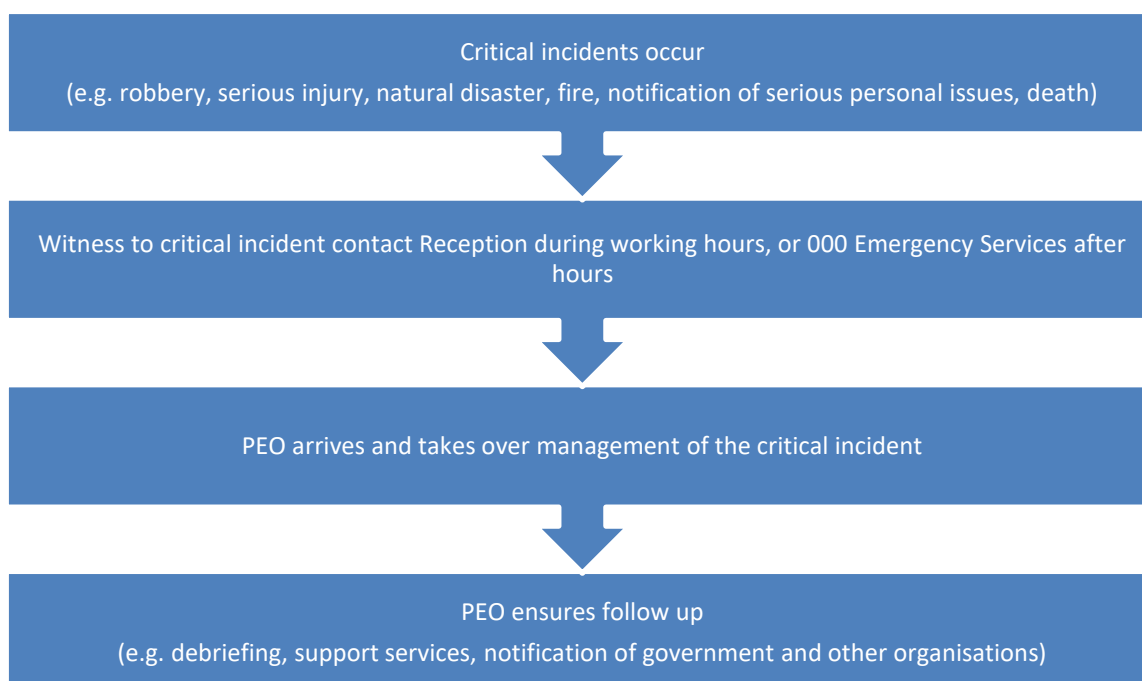 Critical incidents occur
(e.g. robbery, serious injury, natural disaster, fire, notification of serious personal issues, death)
Witness to critical incident contact Reception during working hours, or 000 Emergency Services after
hours
PEO arrives and takes over management of the critical incident
PEO ensures follow up
(e.g. debriefing, support services, notification of government and other organisations)